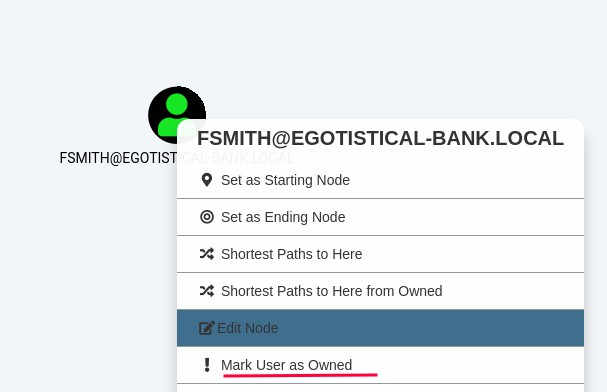 FSMITH@EGOTISTICAL-BANK.LOCAL
FSMITH@EGOTISTICAL-BANK.LOCAL
Set as Starting Node
Set as Ending Node
Shortest Paths to Here
Shortest Paths to Here from Owned
Edit Node
Mark User as Owned